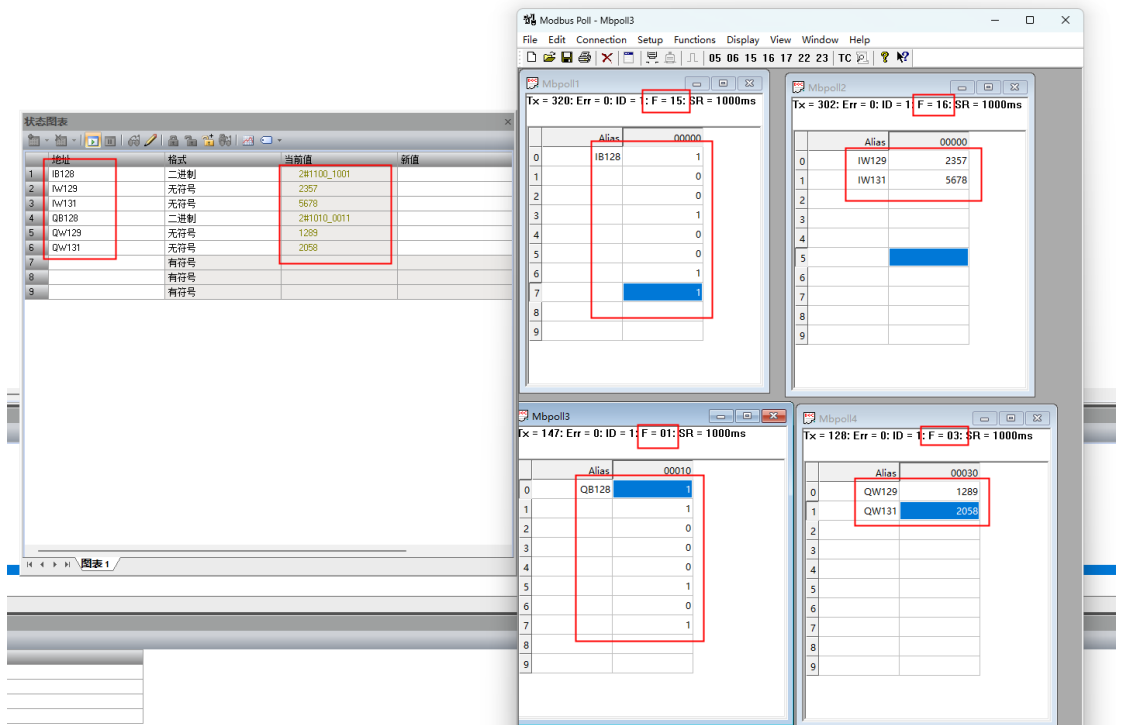 Modbus Poll - Mbpoll3
File Edit Connection Setup Functions Display View Window Help
05 06 15 16 17 22 23 TC
状态图表
地址 格式 当前值 新值
1 IB128 二进制 2#1100_1001
2 IW129 无符号 2357
3 IW131 无符号 5678
4 QB128 二进制 2#1010_0011
5 QW129 无符号 1289
6 QW131 无符号 2058
7 有符号
8 有符号
9 有符号
图表 1
Mbpoll1
Tx = 320: Err = 0: ID = 1: F = 15: SR = 1000ms
Alias 00000
0 IB128 1
1 0
2 0
3 1
4 0
5 0
6 1
7 1
8
9
Mbpoll2
Tx = 302: Err = 0: ID = 1: F = 16: SR = 1000ms
Alias 00000
0 IW129 2357
1 IW131 5678
2
3
4
5
6
7
8
9
Mbpoll3
Tx = 147: Err = 0: ID = 1: F = 01: SR = 1000ms
Alias 00010
0 QB128 1
1 1
2 0
3 0
4 0
5 1
6 0
7 1
8
9
Mbpoll4
Tx = 128: Err = 0: ID = 1: F = 03: SR = 1000ms
Alias 00030
0 QW129 1289
1 QW131 2058
2
3
4
5
6
7
8
9